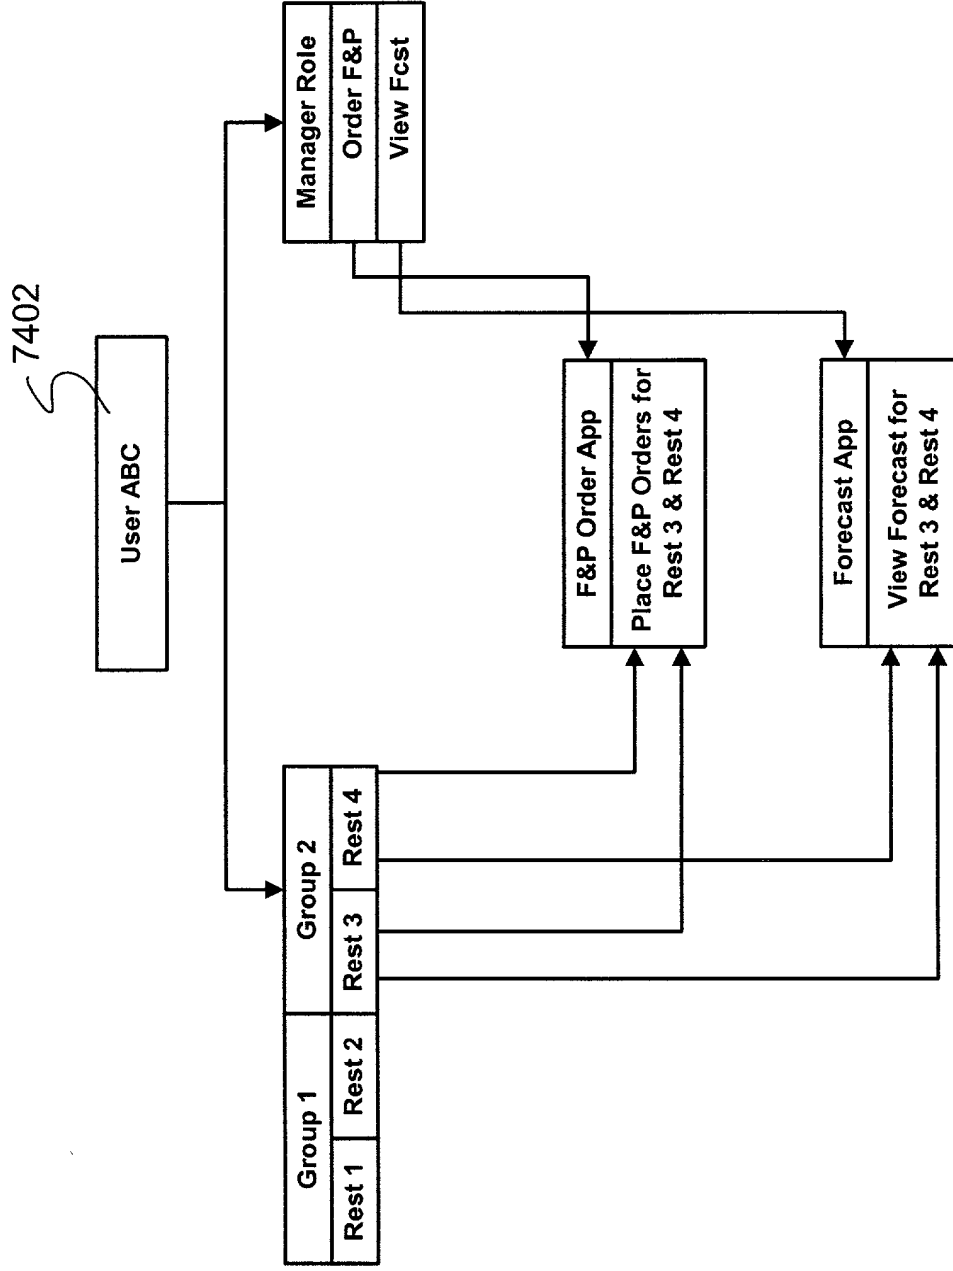 7402
User ABC
Group 1
Group 2
Rest 1
Rest 2
Rest 3
Rest 4
Manager Role
Order F&P
View Fcst
F&P Order App
Place F&P Orders for
Rest 3 & Rest 4
Forecast App
View Forecast for
Rest 3 & Rest 4